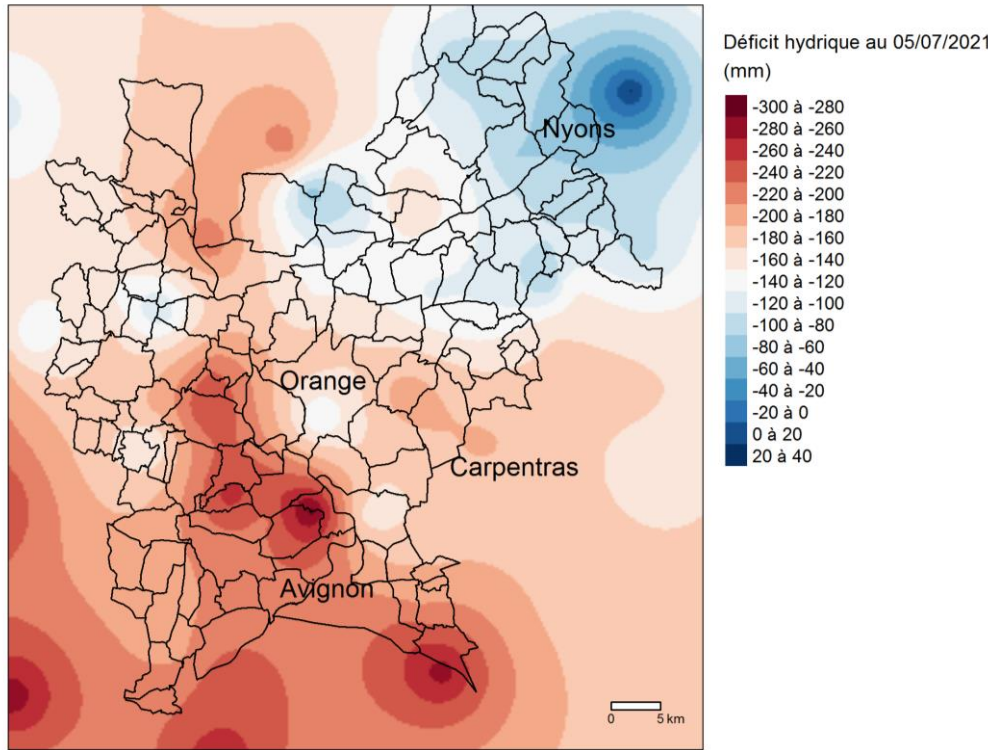 Déficit hydrique au 05/07/2021
(mm)
-300 à -280
-280 à -260
-260 à -240
-240 à -220
-220 à -200
-200 à -180
-180 à -160
-160 à -140
-140 à -120
-120 à -100
-100 à -80
-80 à -60
-60 à -40
-40 à -20
-20 à 0
0 à 20
20 à 40
Nyons
Orange
Carpentras
Avignon
0 5 km